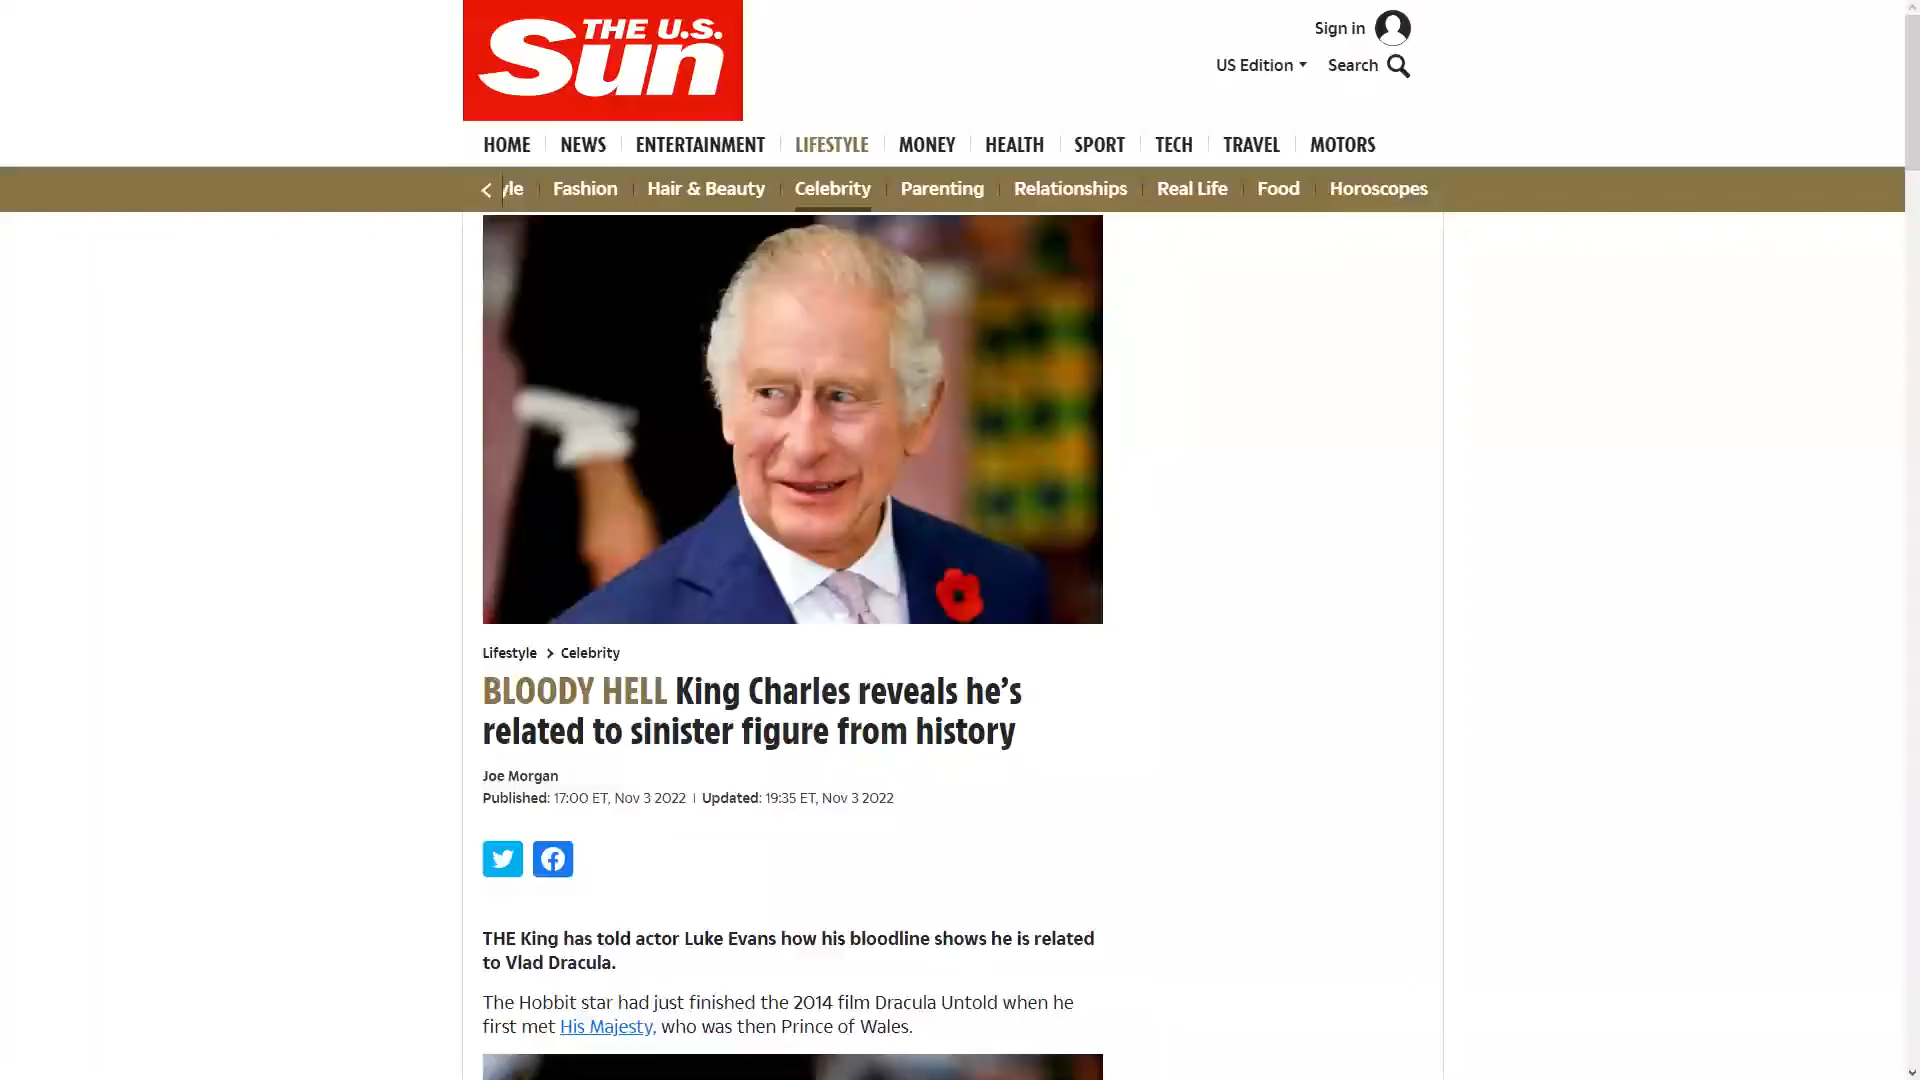 THE U.S.
Sun
Sign in
US Edition
Search
HOME NEWS ENTERTAINMENT LIFESTYLE MONEY HEALTH SPORT TECH TRAVEL MOTORS
yle Fashion Hair & Beauty Celebrity Parenting Relationships Real Life Food Horoscopes
Lifestyle > Celebrity
BLOODY HELL King Charles reveals he’s
related to sinister figure from history
Joe Morgan
Published: 17:00 ET, Nov 3 2022 | Updated: 19:35 ET, Nov 3 2022
THE King has told actor Luke Evans how his bloodline shows he is related
to Vlad Dracula.
The Hobbit star had just finished the 2014 film Dracula Untold when he
first met His Majesty, who was then Prince of Wales.